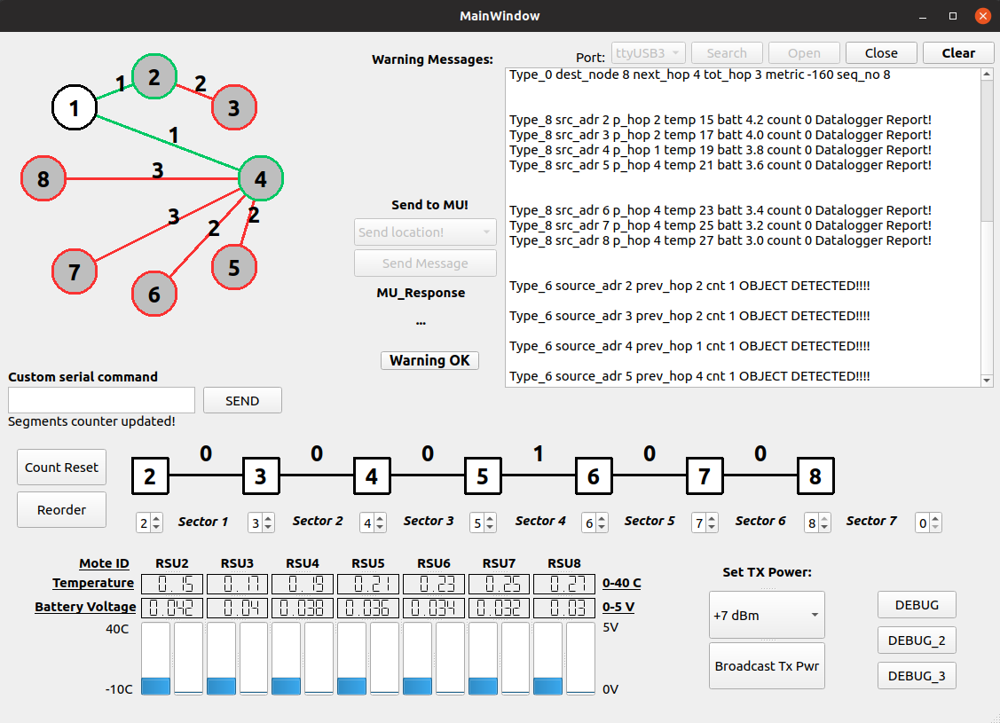 MainWindow
Warning Messages:
Port:
ttyUSB3
Search
Open
Close
Clear
1
2
3
4
5
6
7
8
1
2
1
3
3
2
2
Type_0 dest_node 8 next_hop 4 tot_hop 3 metric -160 seq_no 8
Type_8 src_adr 2 p_hop 2 temp 15 batt 4.2 count 0 Datalogger Report!
Type_8 src_adr 3 p_hop 2 temp 17 batt 4.0 count 0 Datalogger Report!
Type_8 src_adr 4 p_hop 1 temp 19 batt 3.8 count 0 Datalogger Report!
Type_8 src_adr 5 p_hop 4 temp 21 batt 3.6 count 0 Datalogger Report!
Type_8 src_adr 6 p_hop 4 temp 23 batt 3.4 count 0 Datalogger Report!
Type_8 src_adr 7 p_hop 4 temp 25 batt 3.2 count 0 Datalogger Report!
Type_8 src_adr 8 p_hop 4 temp 27 batt 3.0 count 0 Datalogger Report!
Type_6 source_adr 2 prev_hop 2 cnt 1 OBJECT DETECTED!!!!
Type_6 source_adr 3 prev_hop 2 cnt 1 OBJECT DETECTED!!!!
Type_6 source_adr 4 prev_hop 1 cnt 1 OBJECT DETECTED!!!!
Type_6 source_adr 5 prev_hop 4 cnt 1 OBJECT DETECTED!!!!
Send to MU!
Send location!
Send Message
MU_Response
...
Warning OK
Custom serial command
SEND
Segments counter updated!
Count Reset
Reorder
0 0 0 1 0 0
2 3 4 5 6 7 8
2 Sector 1 3 Sector 2 4 Sector 3 5 Sector 4 6 Sector 5 7 Sector 6 8 Sector 7 0
Mote ID RSU2 RSU3 RSU4 RSU5 RSU6 RSU7 RSU8
Temperature 0.15 0.17 0.19 0.21 0.23 0.25 0.27 0-40 C
Battery Voltage 0.042 0.04 0.038 0.036 0.034 0.032 0.03 0-5 V
40C
5V
-10C
0V
Set TX Power:
+7 dBm
Broadcast Tx Pwr
DEBUG
DEBUG_2
DEBUG_3